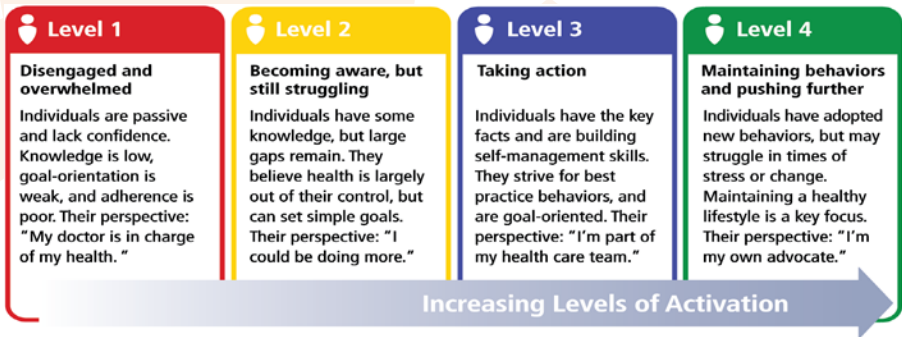 Level 1
Disengaged and
overwhelmed
Individuals are passive
and lack confidence.
Knowledge is low,
goal-orientation is
weak, and adherence is
poor. Their perspective:
"My doctor is in charge
of my health. "
Level 2
Becoming aware, but
still struggling
Individuals have some
knowledge, but large
gaps remain. They
believe health is largely
out of their control, but
can set simple goals.
Their perspective: "I
could be doing more."
Level 3
Taking action
Individuals have the key
facts and are building
self-management skills.
They strive for best
practice behaviors, and
are goal-oriented. Their
perspective: "I'm part of
my health care team."
Level 4
Maintaining behaviors
and pushing further
Individuals have adopted
new behaviors, but may
struggle in times of
stress or change.
Maintaining a healthy
lifestyle is a key focus.
Their perspective: "I'm
my own advocate."
Increasing Levels of Activation